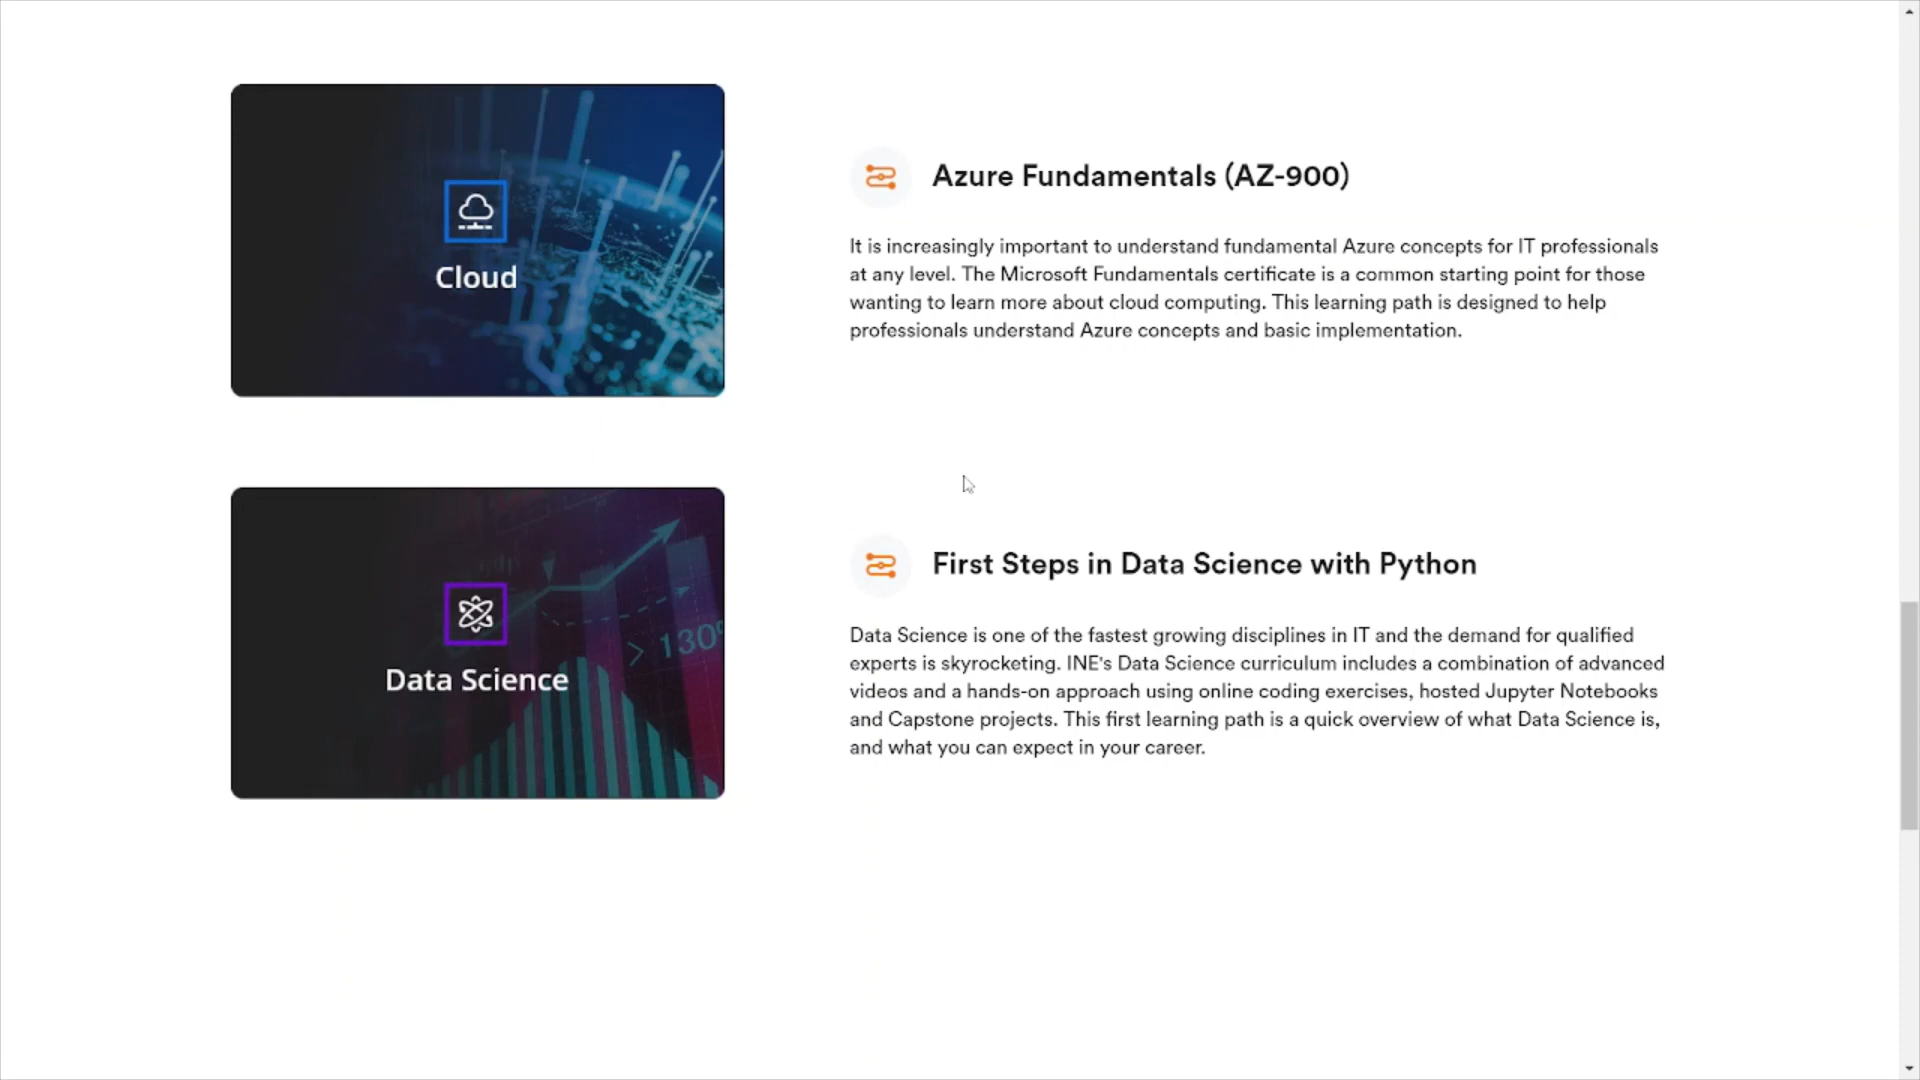 Cloud
Azure Fundamentals (AZ-900)
It is increasingly important to understand fundamental Azure concepts for IT professionals
at any level. The Microsoft Fundamentals certificate is a common starting point for those
wanting to learn more about cloud computing. This learning path is designed to help
professionals understand Azure concepts and basic implementation.
> 130%
Data Science
First Steps in Data Science with Python
Data Science is one of the fastest growing disciplines in IT and the demand for qualified
experts is skyrocketing. INE's Data Science curriculum includes a combination of advanced
videos and a hands-on approach using online coding exercises, hosted Jupyter Notebooks
and Capstone projects. This first learning path is a quick overview of what Data Science is,
and what you can expect in your career.